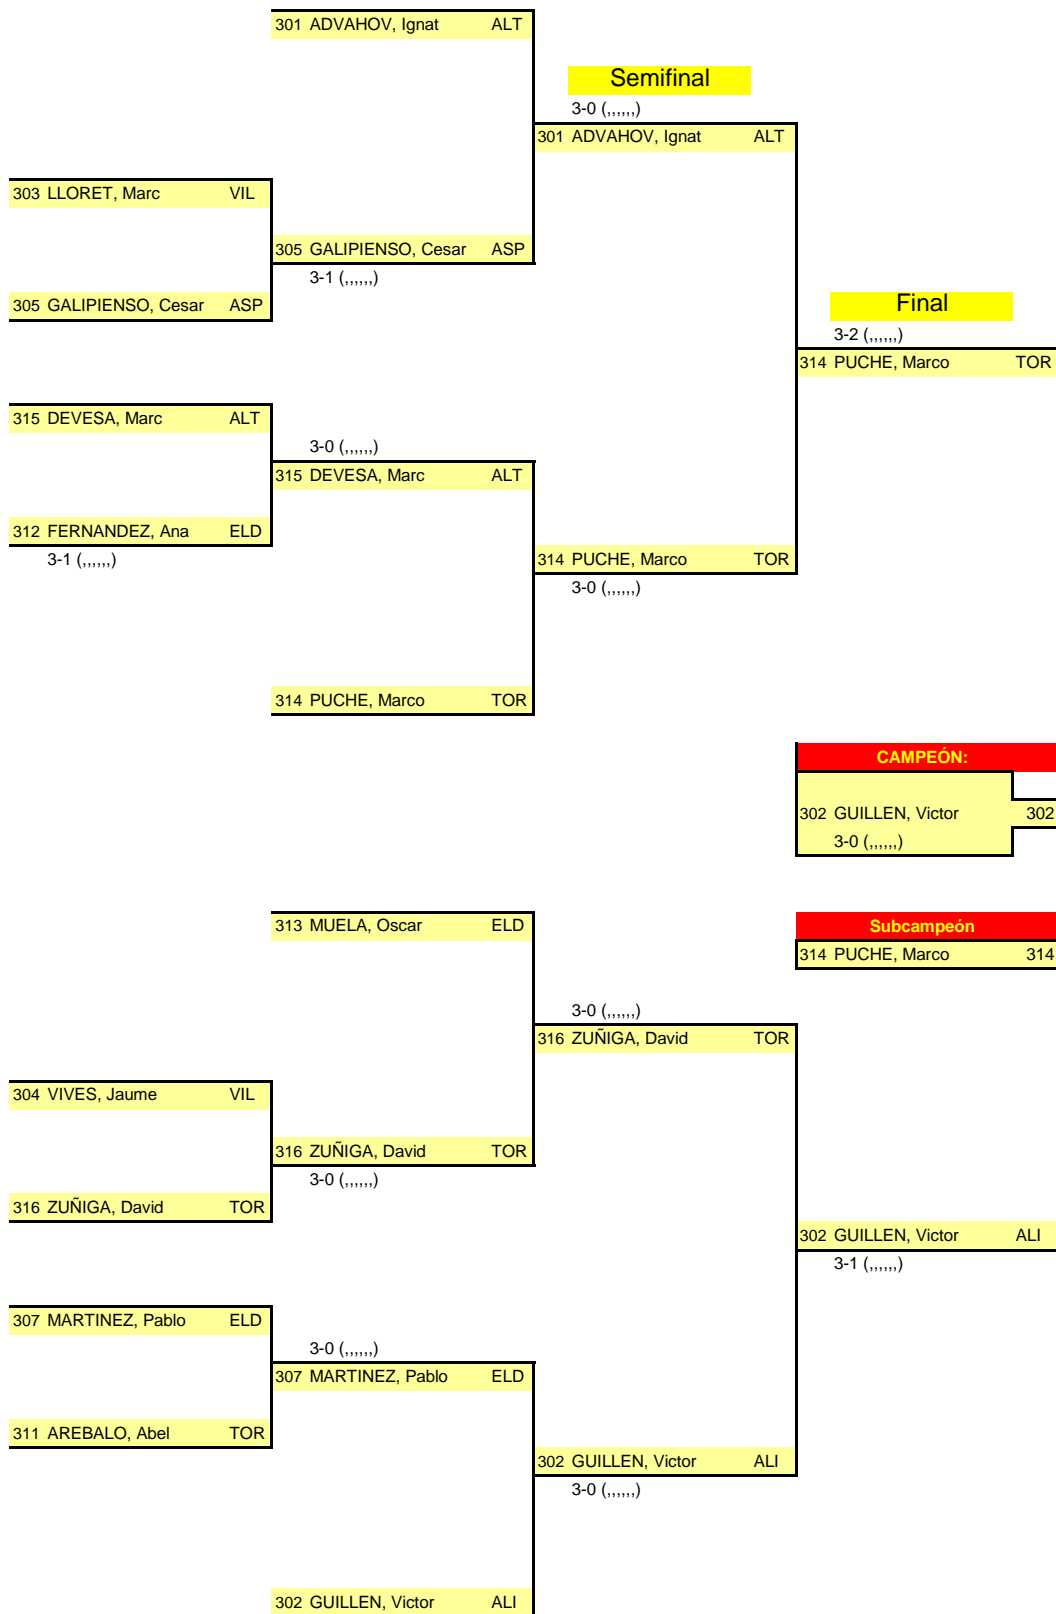 301 ADVAHOV, Ignat ALT
Semifinal
3-0 (,,,,,,)
301 ADVAHOV, Ignat ALT
303 LLORET, Marc VIL
305 GALIPIENSO, Cesar ASP
3-1 (,,,,,,)
305 GALIPIENSO, Cesar ASP
Final
3-2 (,,,,,,)
314 PUCHE, Marco TOR
315 DEVESA, Marc ALT
3-0 (,,,,,,)
315 DEVESA, Marc ALT
312 FERNANDEZ, Ana ELD
3-1 (,,,,,,)
314 PUCHE, Marco TOR
3-0 (,,,,,,)
314 PUCHE, Marco TOR
CAMPEÓN:
302 GUILLEN, Victor 302
3-0 (,,,,,,)
313 MUELA, Oscar ELD
Subcampeón
314 PUCHE, Marco 314
3-0 (,,,,,,)
316 ZUÑIGA, David TOR
304 VIVES, Jaume VIL
316 ZUÑIGA, David TOR
3-0 (,,,,,,)
316 ZUÑIGA, David TOR
302 GUILLEN, Victor ALI
3-1 (,,,,,,)
307 MARTINEZ, Pablo ELD
3-0 (,,,,,,)
307 MARTINEZ, Pablo ELD
311 AREBALO, Abel TOR
302 GUILLEN, Victor ALI
3-0 (,,,,,,)
302 GUILLEN, Victor ALI